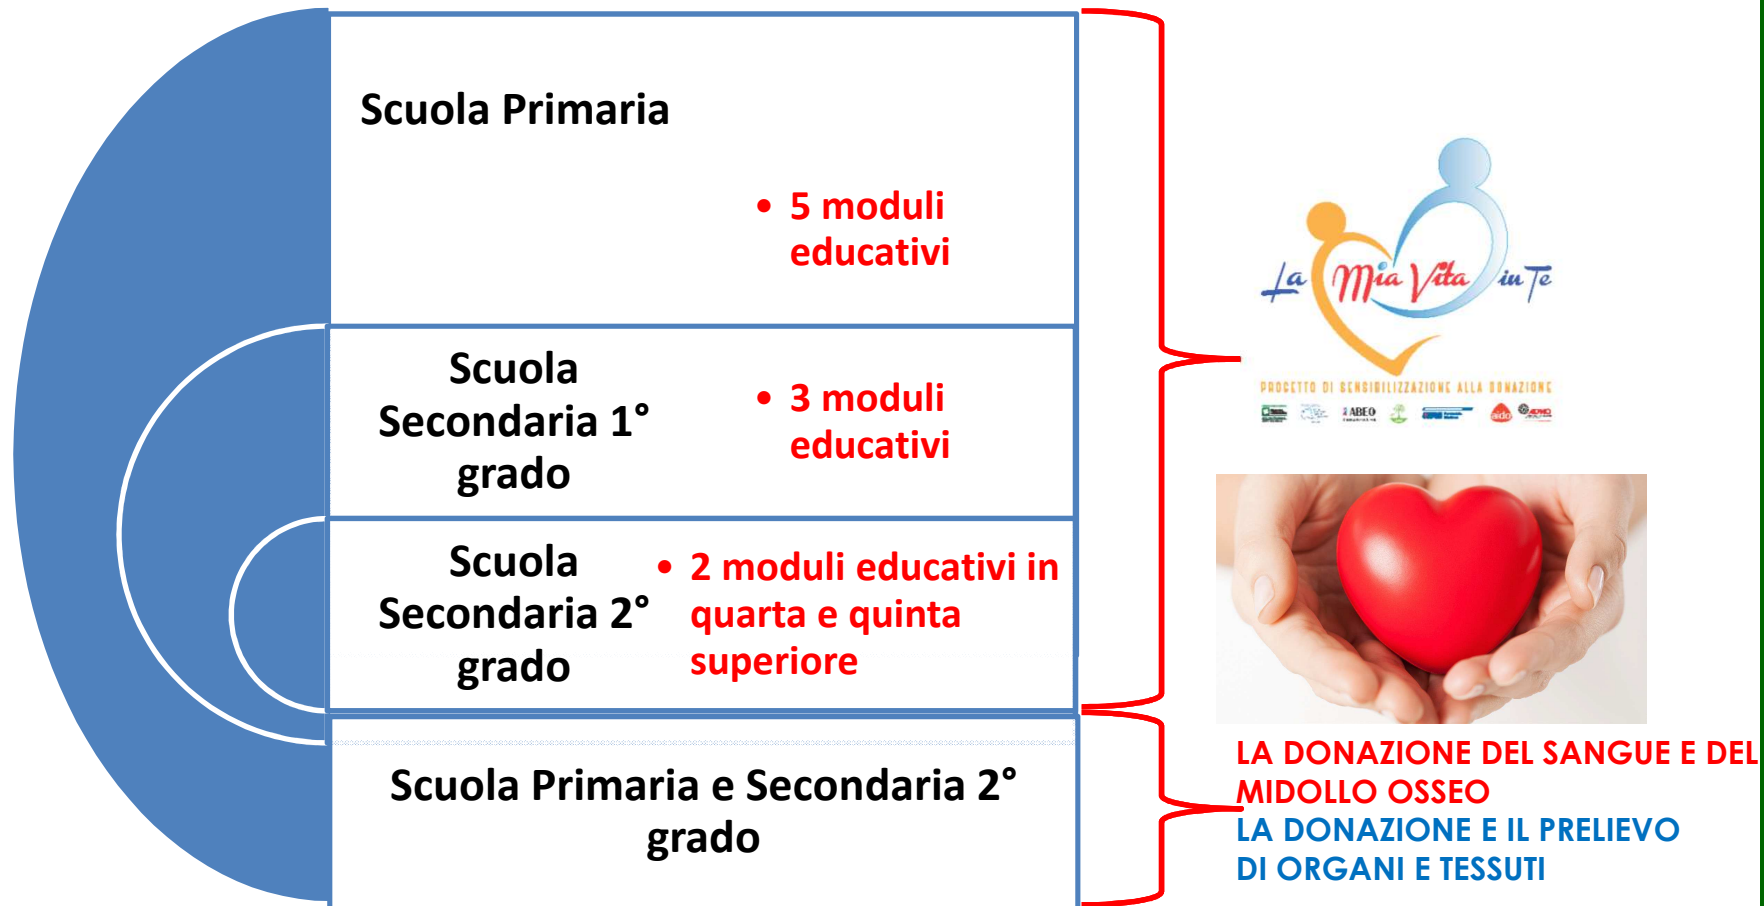 Scuola Primaria
• 5 moduli
educativi
Scuola
Secondaria 1°
grado
• 3 moduli
educativi
Scuola
Secondaria 2°
grado
• 2 moduli educativi in
quarta e quinta
superiore
Scuola Primaria e Secondaria 2°
grado
La Mia Vita in Te
PROGETTO DI SENSIBILIZZAZIONE ALLA DONAZIONE
ABEO
aido
ADMO
LA DONAZIONE DEL SANGUE E DEL
MIDOLLO OSSEO
LA DONAZIONE E IL PRELIEVO
DI ORGANI E TESSUTI